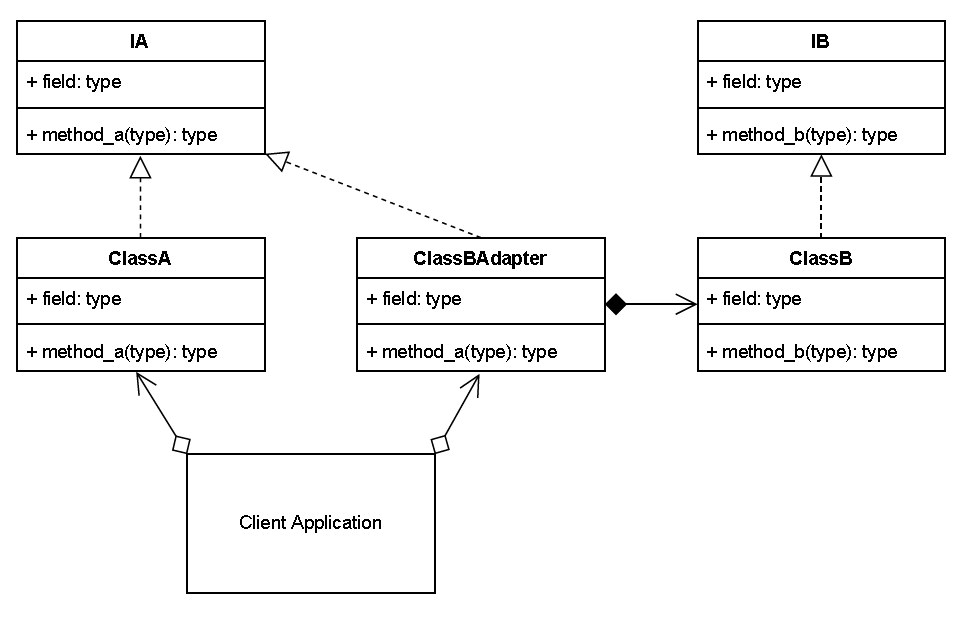 IA
+ field: type
+ method_a(type): type
IB
+ field: type
+ method_b(type): type
ClassA
+ field: type
+ method_a(type): type
ClassBAdapter
+ field: type
+ method_a(type): type
ClassB
+ field: type
+ method_b(type): type
Client Application